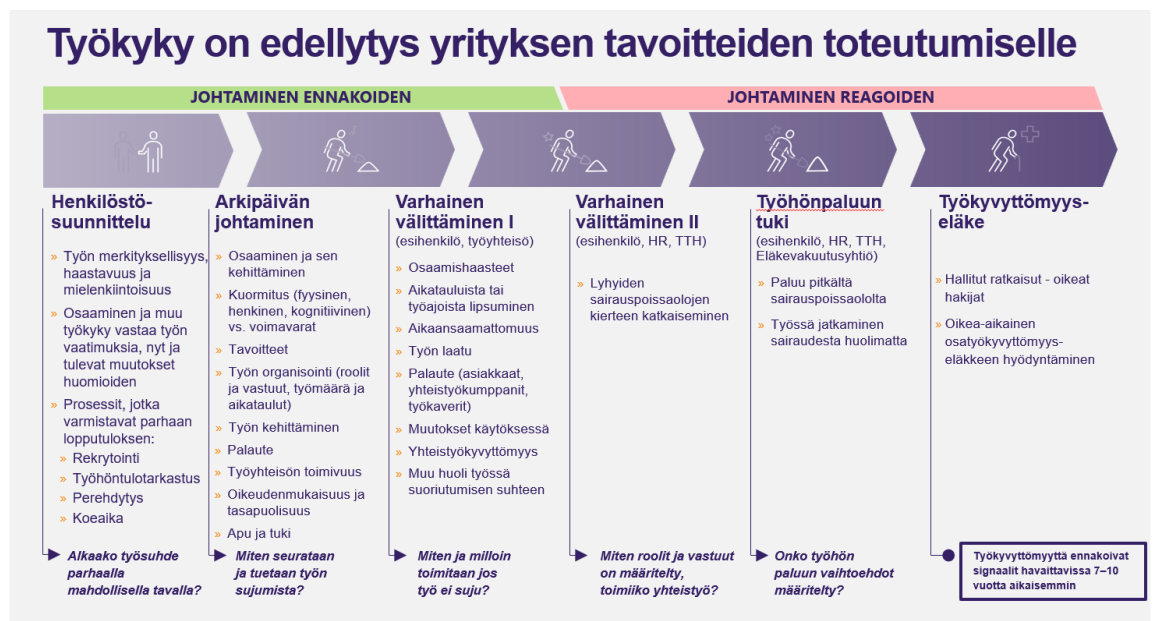 Työkyky on edellytys yrityksen tavoitteiden toteutumiselle
JOHTAMINEN ENNAKOIDEN
JOHTAMINEN REAGOIDEN
Henkilöstö-
suunnittelu
» Työn merkityksellisyys,
haastavuus ja
mielenkiintoisuus
» Osaaminen ja muu
työkyky vastaa työn
vaatimuksia, nyt ja
tulevat muutokset
huomioiden
» Prosessit, jotka
varmistavat parhaan
lopputuloksen:
» Rekrytointi
» Työhöntulotarkastus
» Perehdytys
» Koeaika
Alkaako työsuhde
parhaalla
mahdollisella tavalla?
Arkipäivän
johtaminen
» Osaaminen ja sen
kehittäminen
» Kuormitus (fyysinen,
henkinen, kognitiivinen)
vs. voimavarat
» Tavoitteet
» Työn organisointi (roolit
ja vastuut, työmäärä ja
aikataulut)
» Työn kehittäminen
» Palaute
» Työyhteisön toimivuus
» Oikeudenmukaisuus ja
tasapuolisuus
» Apu ja tuki
Miten seurataan
ja tuetaan työn
sujumista?
Varhainen
välittäminen I
(esihenkilö, työyhteisö)
» Osaamishaasteet
» Aikatauluista tai
työajoista lipsuminen
» Aikaansaamattomuus
» Työn laatu
» Palaute (asiakkaat,
yhteistyökumppanit,
työkaverit)
» Muutokset käytöksessä
» Yhteistyökyvyttömyys
» Muu huoli työssä
suoriutumisen suhteen
Miten ja milloin
toimitaan jos
työ ei suju?
Varhainen
välittäminen II
(esihenkilö, HR, TTH)
» Lyhyiden
sairauspoissaolojen
kierteen katkaiseminen
Miten roolit ja vastuut
on määritelty,
toimiiko yhteistyö?
Työhönpaluun
tuki
(esihenkilö, HR, TTH,
Eläkevakuutusyhtiö)
» Paluu pitkältä
sairauspoissaololta
» Työssä jatkaminen
sairaudesta huolimatta
Onko työhön
paluun vaihtoehdot
määritelty?
Työkyvyttömyys-
eläke
» Hallitut ratkaisut - oikeat
hakijat
» Oikea-aikainen
osatyökyvyttömyys-
eläkkeen hyödyntäminen
Työkyvyttömyyttä ennakoivat
signaalit havaittavissa 7–10
vuotta aikaisemmin